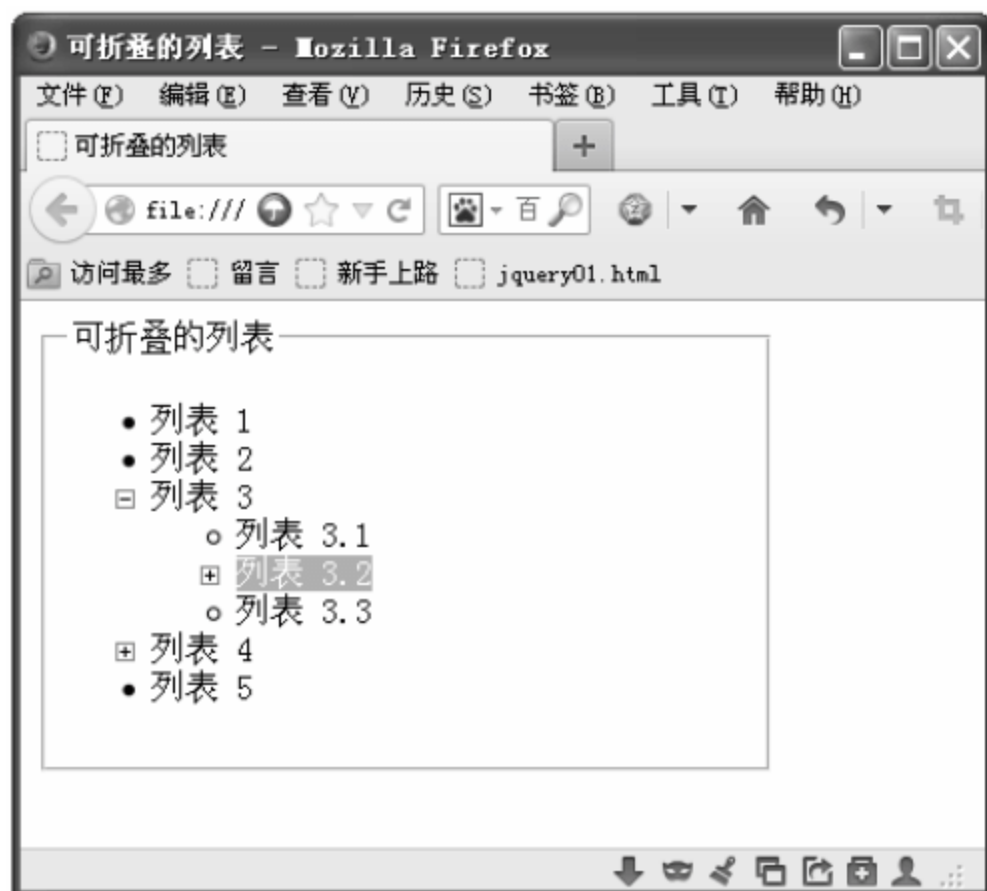 可折叠的列表 - Mozilla Firefox
文件(F) 编辑(E) 查看(V) 历史(S) 书签(B) 工具(T) 帮助(H)
可折叠的列表
file:/// 百
访问最多 留言 新手上路 jquery01.html
可折叠的列表
列表 1
列表 2
列表 3
列表 3.1
列表 3.2
列表 3.3
列表 4
列表 5